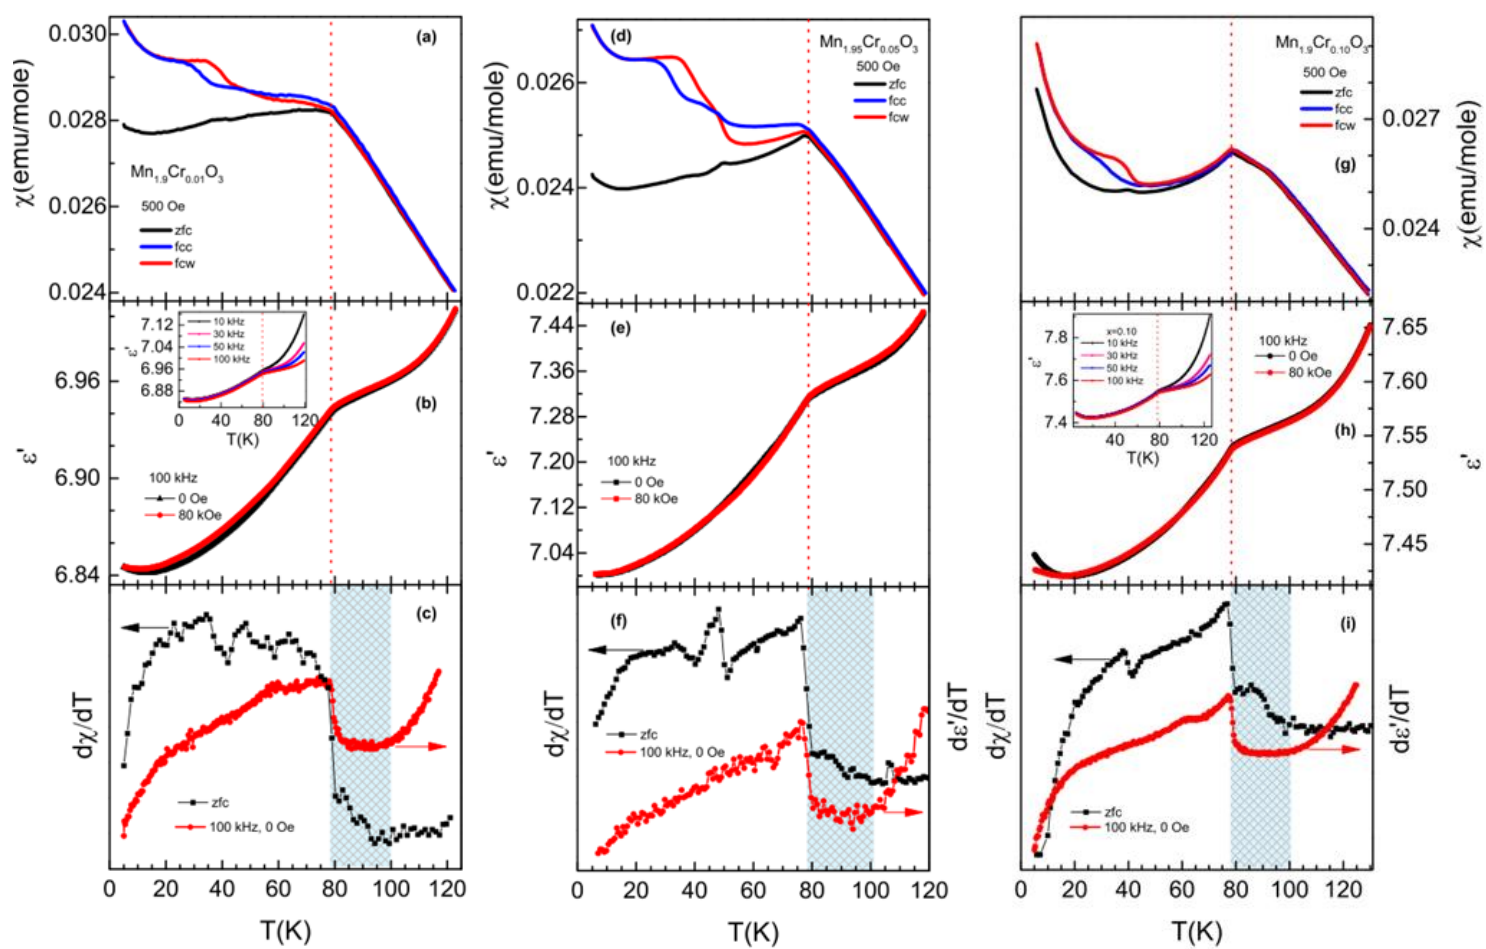 (a)
0.030
0.028
0.026
0.024
χ(emu/mole)
Mn1.9Cr0.01O3
500 Oe
zfc
fcc
fcw
(b)
6.96
6.90
6.84
ε'
7.12
7.04
6.96
6.88
ε'
10 kHz
30 kHz
50 kHz
100 kHz
0 40 80 120
T(K)
100 kHz
0 Oe
80 kOe
(c)
dχ/dT
zfc
100 kHz, 0 Oe
0 20 40 60 80 100 120
T(K)
(d)
Mn1.95Cr0.05O3
500 Oe
zfc
fcc
fcw
0.026
0.024
0.022
χ(emu/mole)
(e)
7.44
7.36
7.28
7.20
7.12
7.04
ε'
100 kHz
0 Oe
80 kOe
(f)
dχ/dT
dε'/dT
zfc
100 kHz, 0 Oe
0 20 40 60 80 100 120
T(K)
Mn1.9Cr0.10O3
500 Oe
zfc
fcc
fcw
(g)
0.027
0.024
χ(emu/mole)
7.8
7.6
7.4
ε'
x=0.10
10 kHz
30 kHz
50 kHz
100 kHz
40 80 120
T(K)
100 kHz
0 Oe
80 kOe
(h)
7.65
7.60
7.55
7.50
7.45
ε'
(i)
dχ/dT
dε'/dT
zfc
100 kHz, 0 Oe
0 20 40 60 80 100 120
T(K)